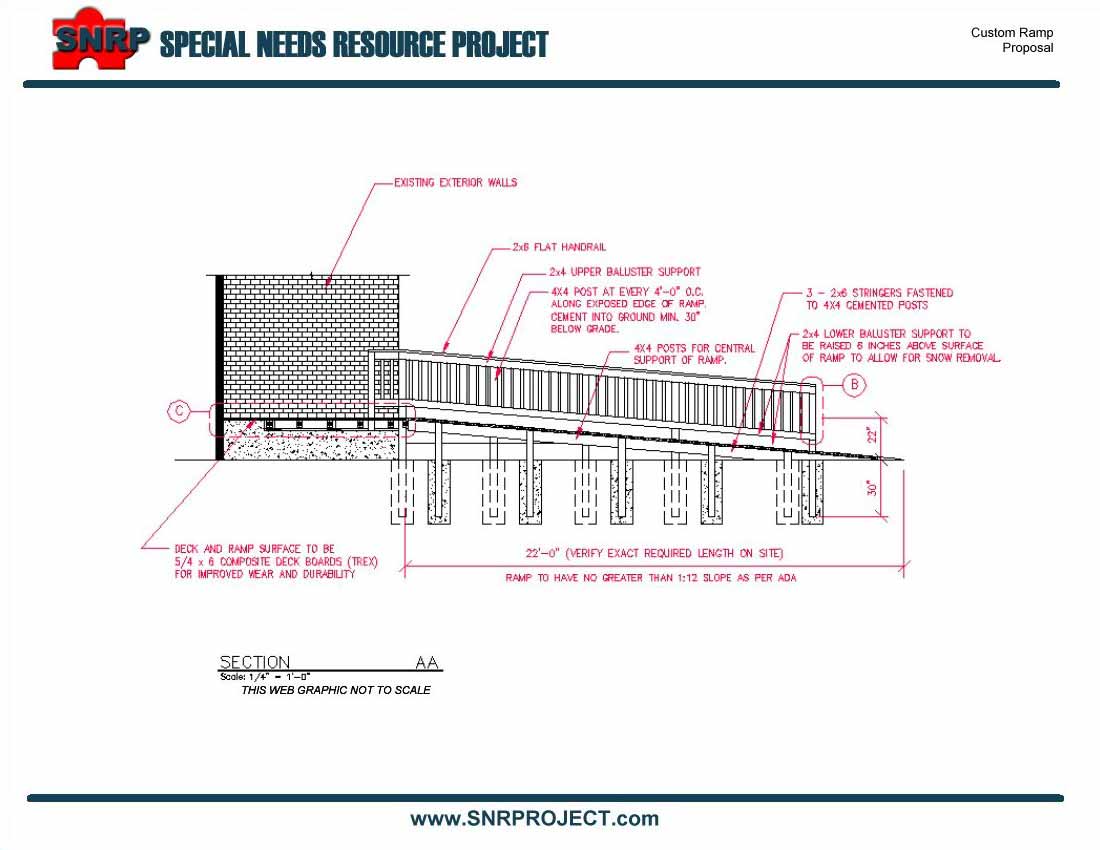 SNRP SPECIAL NEEDS RESOURCE PROJECT
Custom Ramp
Proposal
EXISTING EXTERIOR WALLS
2x6 FLAT HANDRAIL
2x4 UPPER BALUSTER SUPPORT
4X4 POST AT EVERY 4'-0" O.C.
ALONG EXPOSED EDGE OF RAMP.
CEMENT INTO GROUND MIN. 30"
BELOW GRADE.
3 - 2x6 STRINGERS FASTENED
TO 4X4 CEMENTED POSTS
2x4 LOWER BALUSTER SUPPORT TO
BE RAISED 6 INCHES ABOVE SURFACE
OF RAMP TO ALLOW FOR SNOW REMOVAL.
4X4 POSTS FOR CENTRAL
SUPPORT OF RAMP.
B
C
22"
30"
DECK AND RAMP SURFACE TO BE
5/4 x 6 COMPOSITE DECK BOARDS (TREX)
FOR IMPROVED WEAR AND DURABILITY
22'-0" (VERIFY EXACT REQUIRED LENGTH ON SITE)
RAMP TO HAVE NO GREATER THAN 1:12 SLOPE AS PER ADA
SECTION AA
Scale: 1/4" = 1'-0"
THIS WEB GRAPHIC NOT TO SCALE
www.SNRPROJECT.com